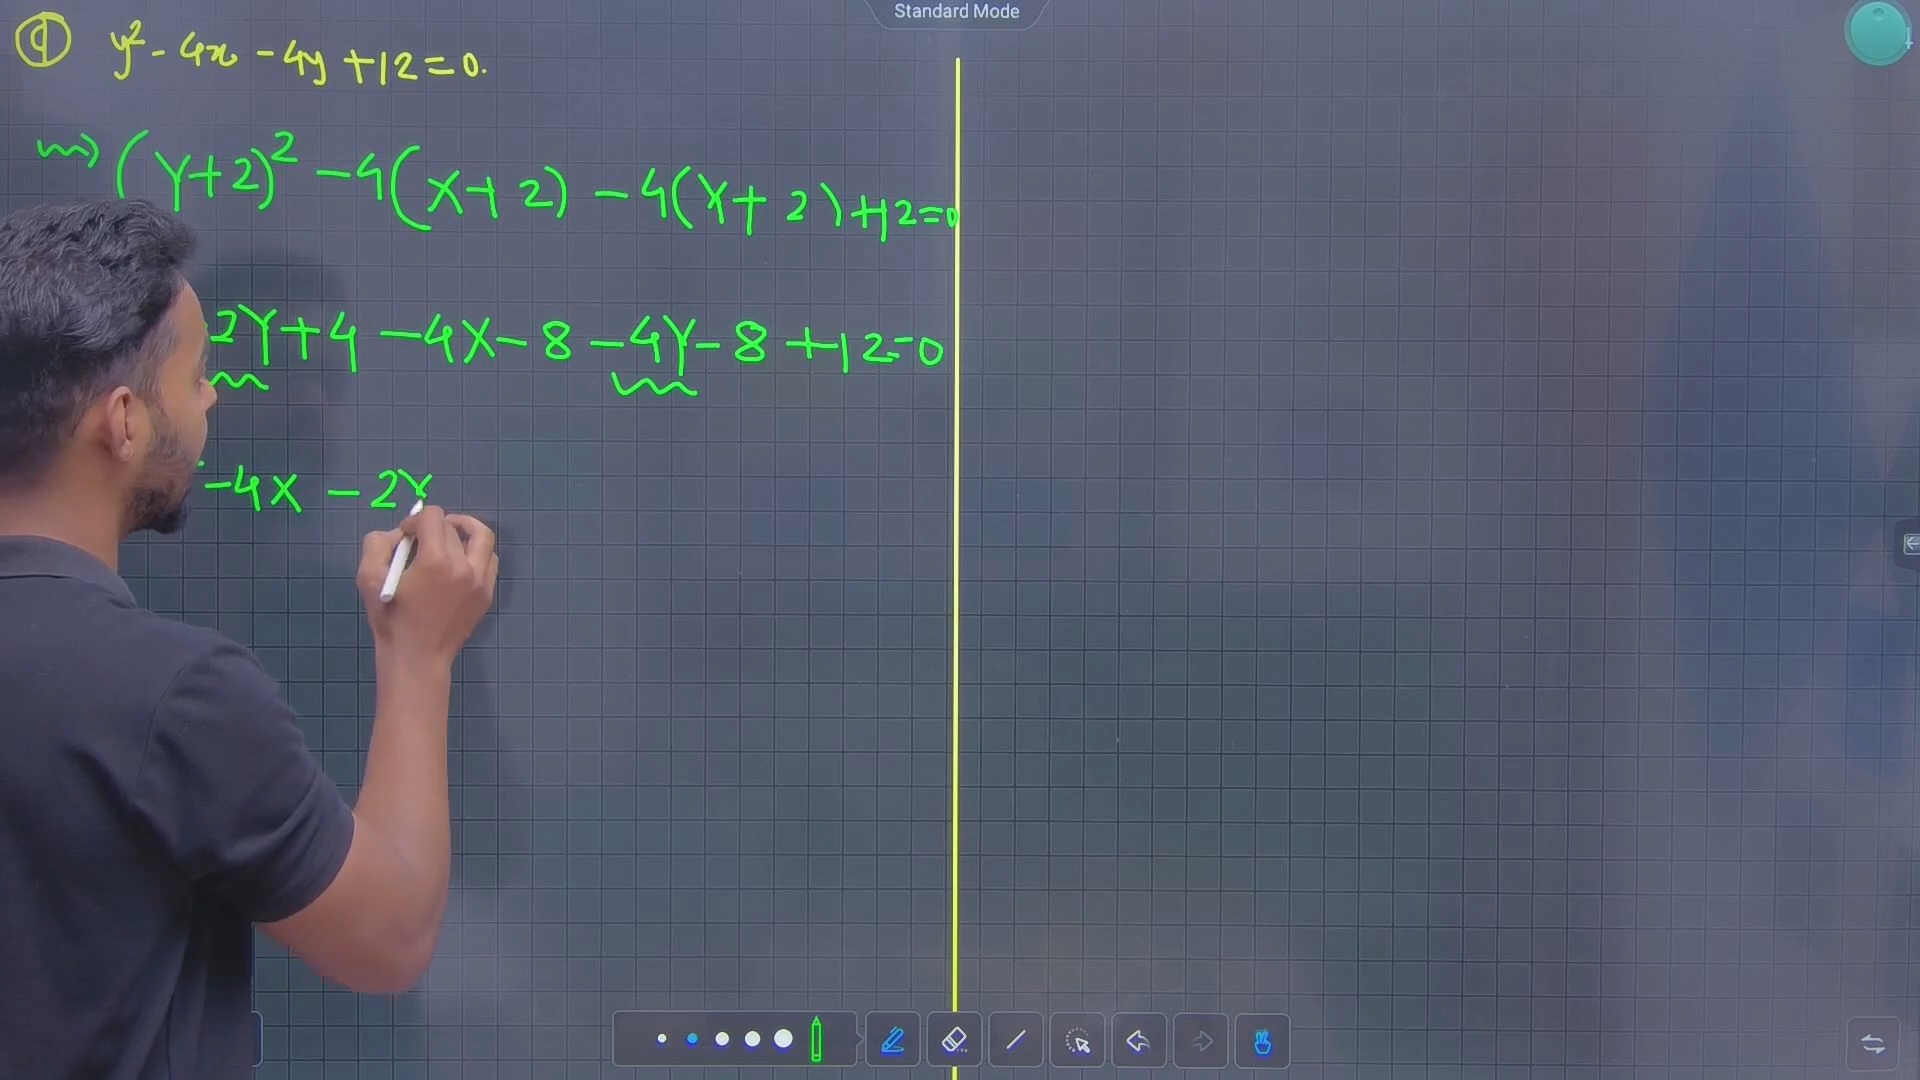 Standard Mode
① y² - 4x - 4y + 12 = 0.
⇒ (Y+2)² - 4(X+2) - 4(Y+2) + 12 = 0
2Y + 4 - 4X - 8 - 4Y - 8 + 12 = 0
- 4X - 2Y